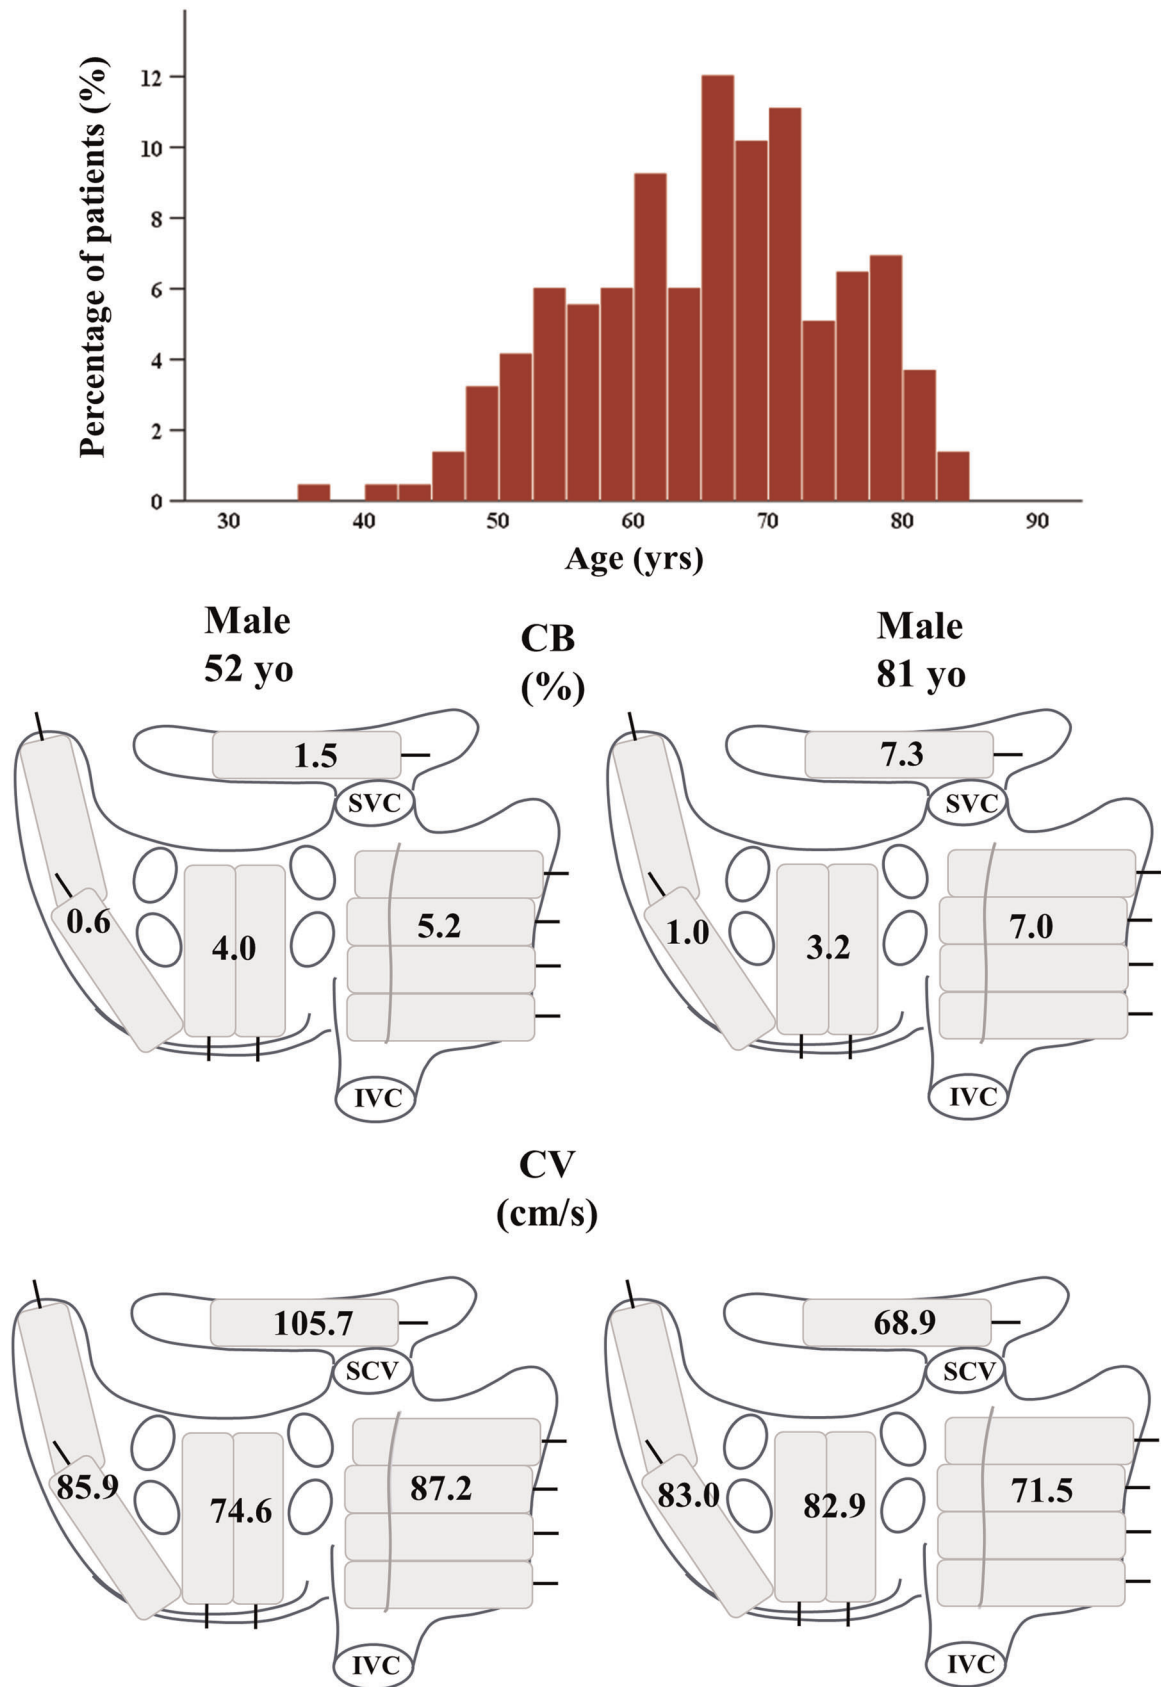 Percentage of patients (%)
12
10
8
6
4
2
0
30 40 50 60 70 80 90
Age (yrs)
Male
52 yo
CB
(%)
Male
81 yo
1.5
SVC
0.6
4.0
5.2
IVC
7.3
SVC
1.0
3.2
7.0
IVC
CV
(cm/s)
105.7
SCV
85.9
74.6
87.2
IVC
68.9
SCV
83.0
82.9
71.5
IVC